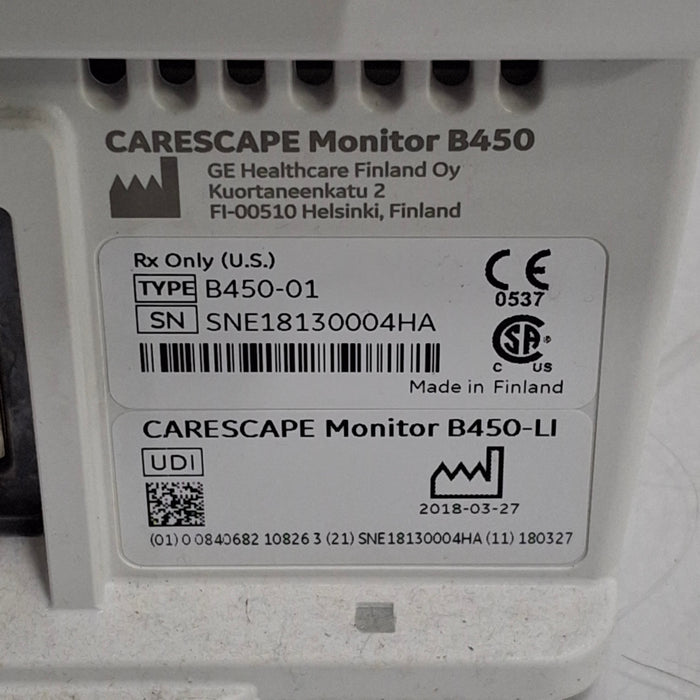 CARESCAPE Monitor B450
GE Healthcare Finland Oy
Kuortaneenkatu 2
FI-00510 Helsinki, Finland
Rx Only (U.S.)
TYPE B450-01
CE
0537
SN SNE18130004HA
SA
C US
Made in Finland
CARESCAPE Monitor B450-LI
UDI
2018-03-27
(01) 0 0840682 10826 3 (21) SNE18130004HA (11) 180327